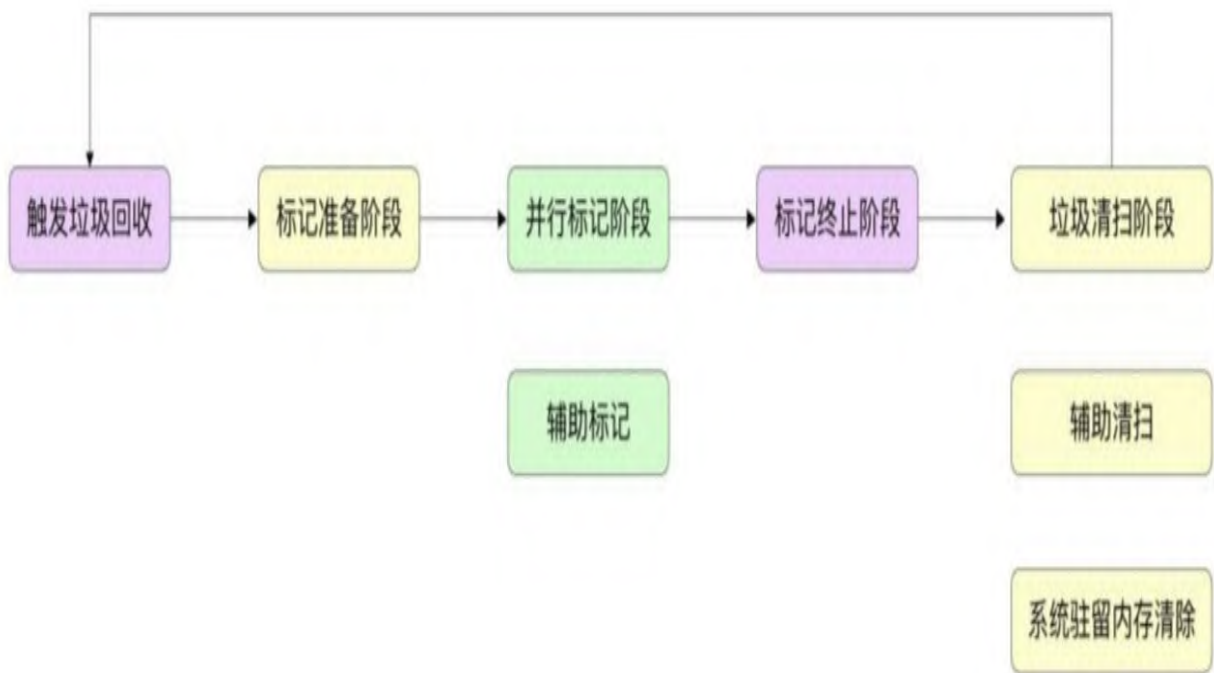 触发垃圾回收
标记准备阶段
并行标记阶段
标记终止阶段
垃圾清扫阶段
辅助标记
辅助清扫
系统驻留内存清除